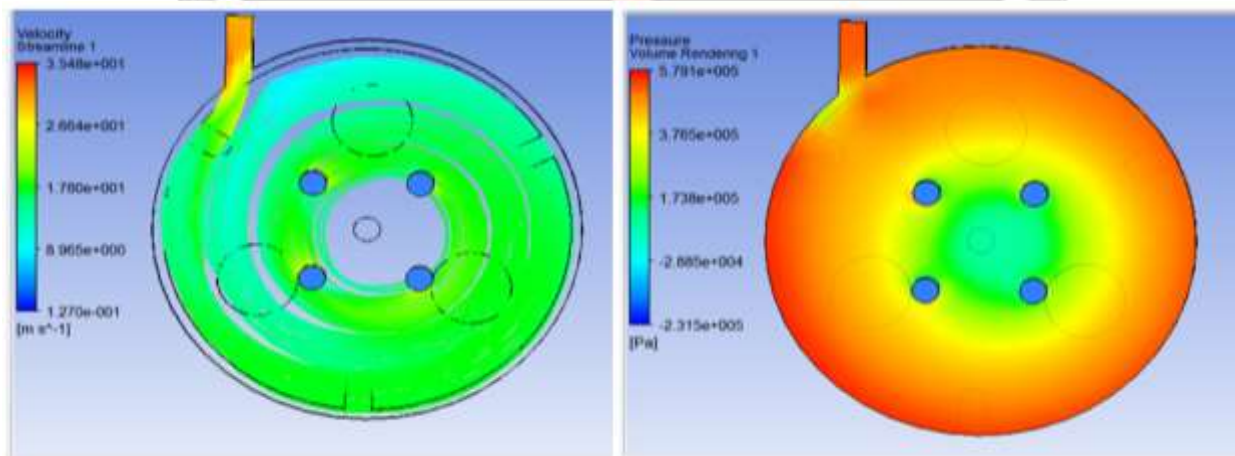 Velocity
Streamline 1
3.548e+001
2.664e+001
1.780e+001
8.965e+000
1.270e-001
[m s^-1]
Pressure
Volume Rendering 1
5.791e+005
3.765e+005
1.738e+005
-2.885e+004
-2.315e+005
[Pa]